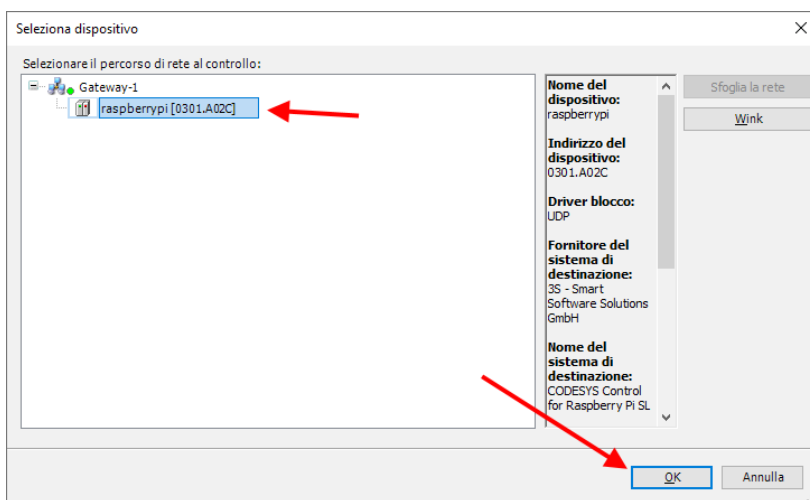 Seleziona dispositivo
Selezionare il percorso di rete al controllo:
Gateway-1
raspberrypi [0301.A02C]
Nome del
dispositivo:
raspberrypi
Indirizzo del
dispositivo:
0301.A02C
Driver blocco:
UDP
Fornitore del
sistema di
destinazione:
3S - Smart
Software Solutions
GmbH
Nome del
sistema di
destinazione:
CODESYS Control
for Raspberry Pi SL
Sfoglia la rete
Wink
OK
Annulla